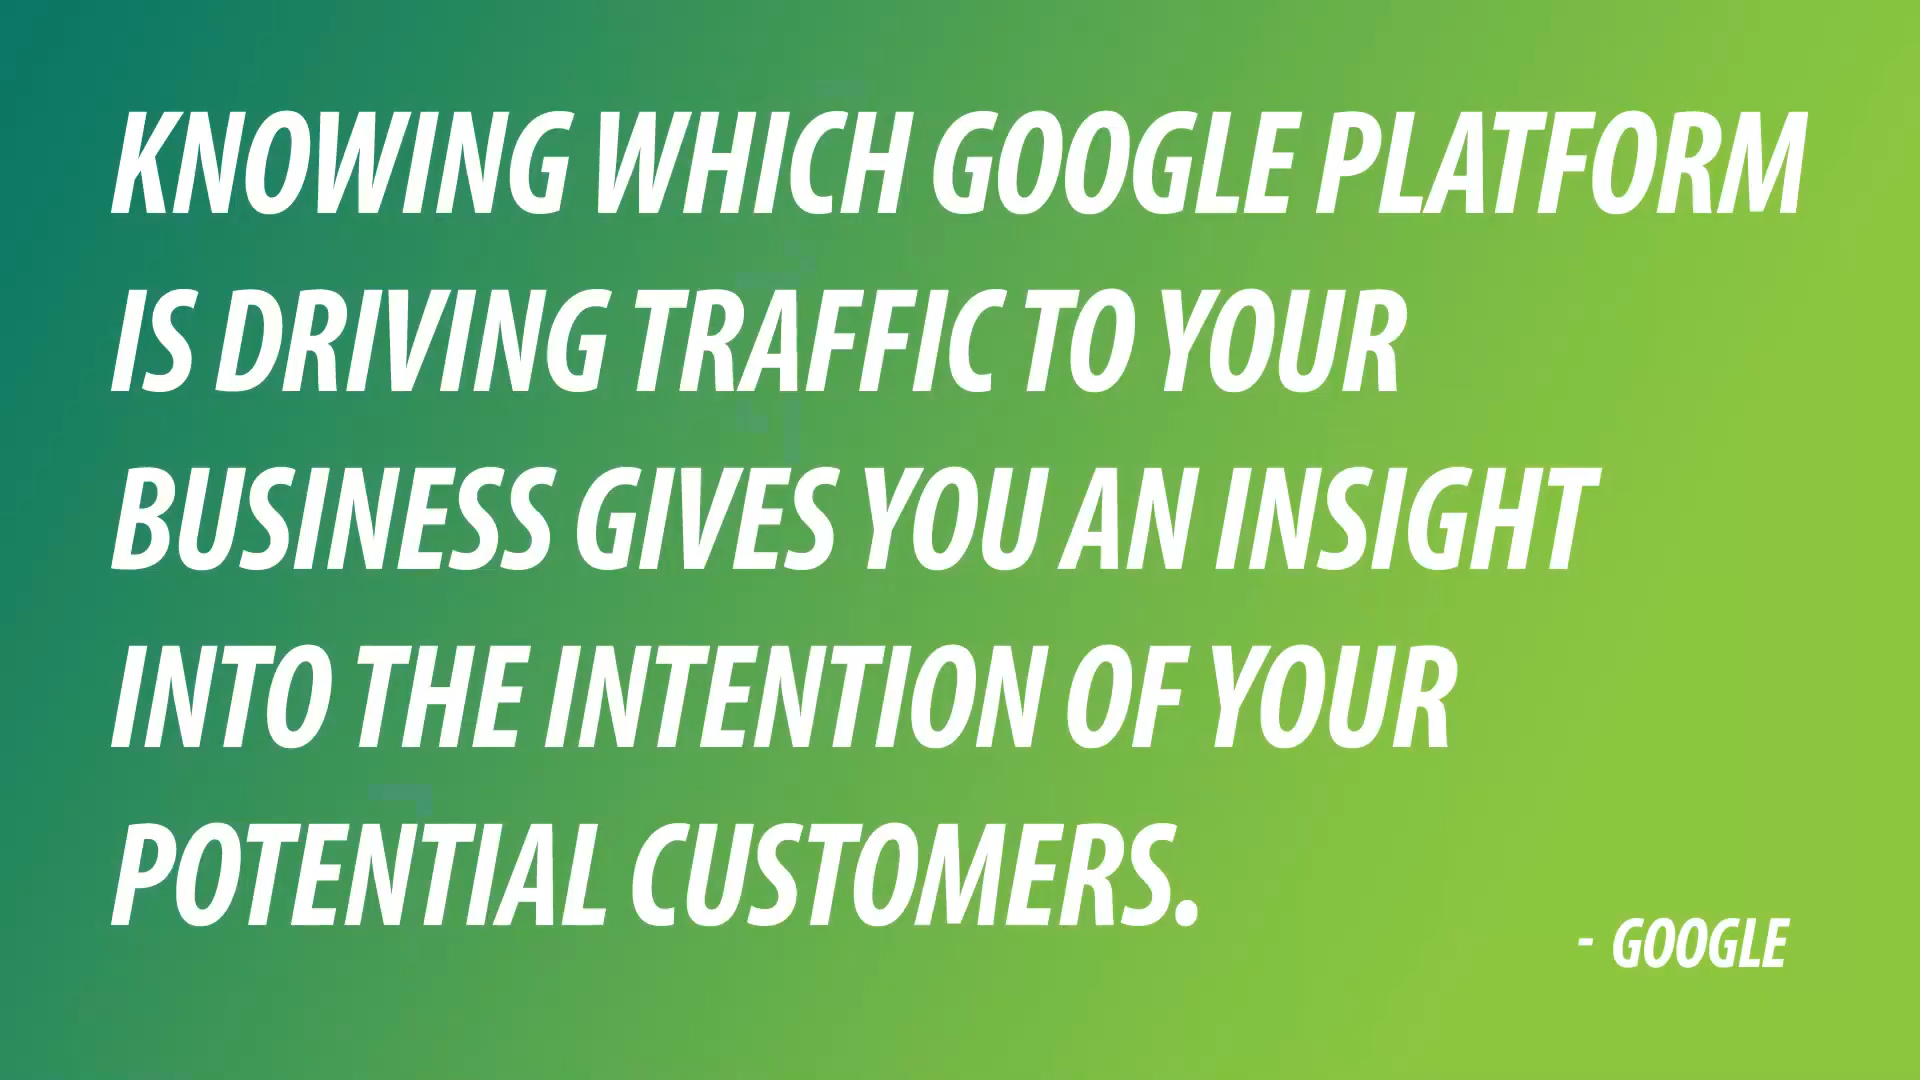 KNOWING WHICH GOOGLE PLATFORM
IS DRIVING TRAFFIC TO YOUR
BUSINESS GIVES YOU AN INSIGHT
INTO THE INTENTION OF YOUR
POTENTIAL CUSTOMERS.
- GOOGLE